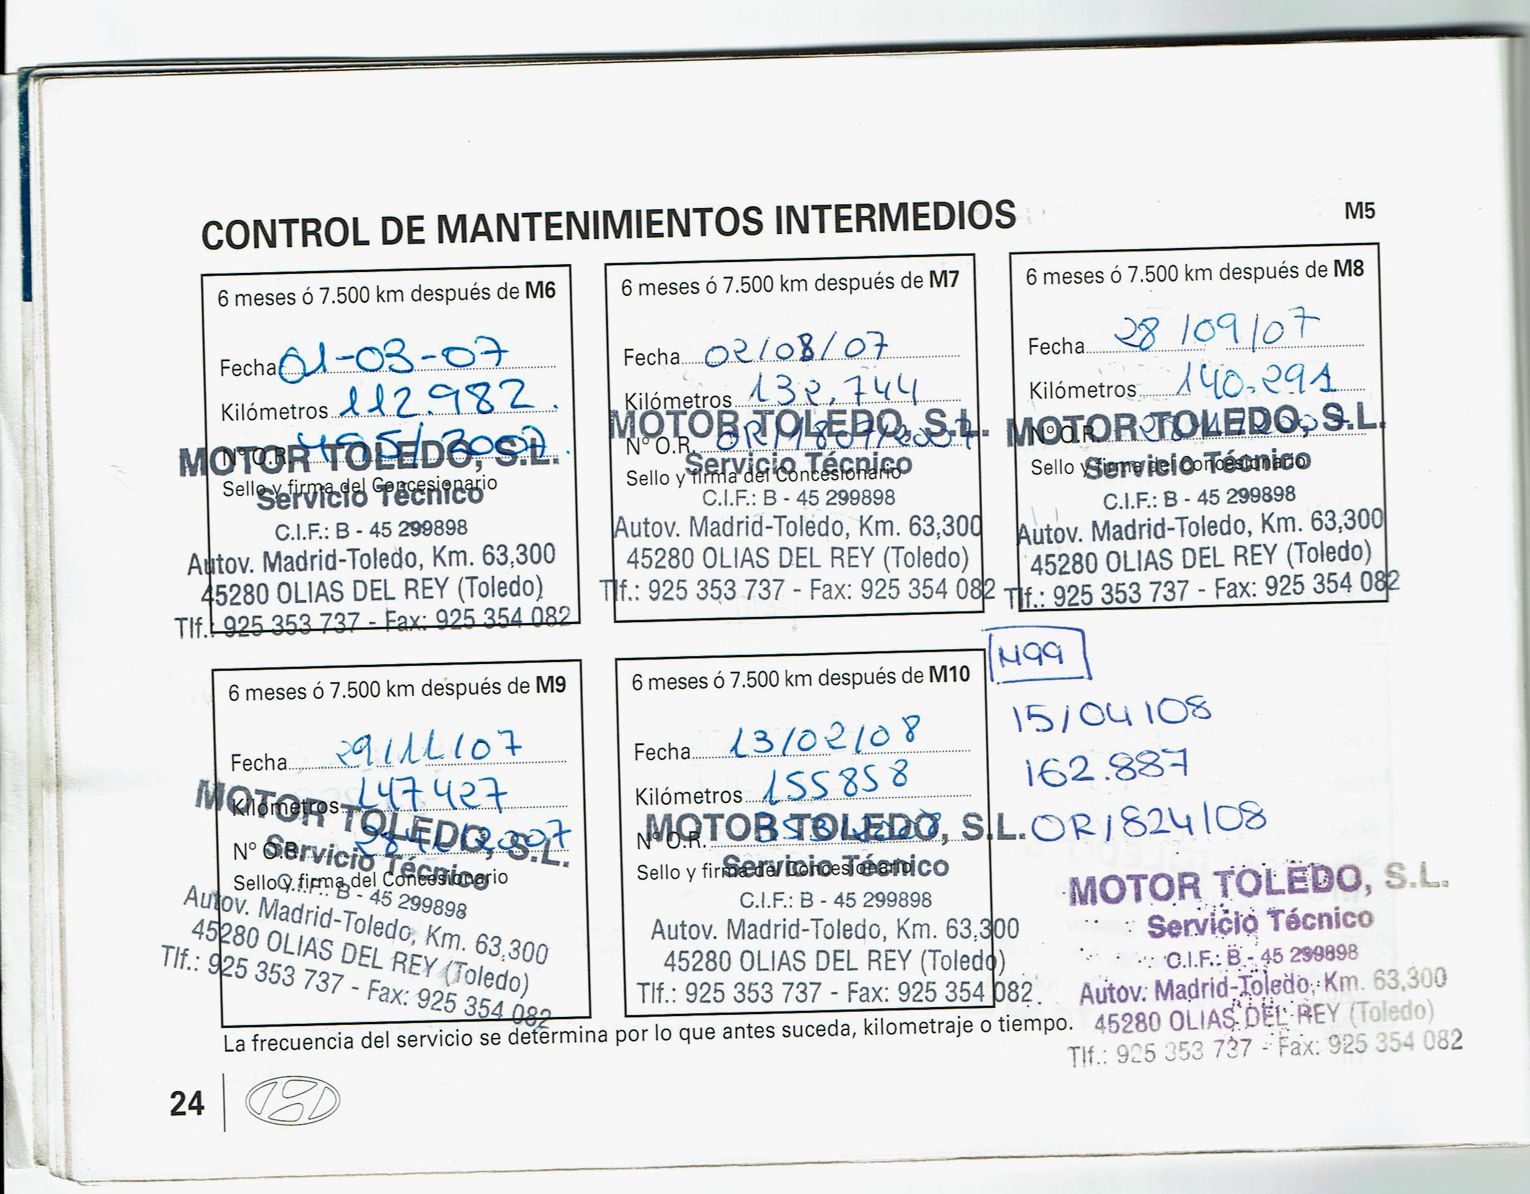 CONTROL DE MANTENIMIENTOS INTERMEDIOS
M5
6 meses ó 7.500 km después de M6
Fecha 01-03-07
Kilómetros 112.982.
Nº O.R. /2007.
MOTOR TOLEDO, S.L.
Sello y firma del Concesionario
Servicio Técnico
C.I.F.: B - 45 299898
Autov. Madrid-Toledo, Km. 63,300
45280 OLIAS DEL REY (Toledo)
Tlf.: 925 353 737 - Fax: 925 354 082
6 meses ó 7.500 km después de M7
Fecha 02/08/07
Kilómetros 132.744
MOTOR TOLEDO, S.L.
Nº O.R. OR/1807/2007
Servicio Técnico
Sello y firma del Concesionario
C.I.F.: B - 45 299898
Autov. Madrid-Toledo, Km. 63,300
45280 OLIAS DEL REY (Toledo)
Tlf.: 925 353 737 - Fax: 925 354 082
6 meses ó 7.500 km después de M8
Fecha 28/09/07
Kilómetros 140.291
MOTOR TOLEDO, S.L.
Nº O.R.
Sello y firma del Concesionario
Servicio Técnico
C.I.F.: B - 45 299898
Autov. Madrid-Toledo, Km. 63,300
45280 OLIAS DEL REY (Toledo)
Tlf.: 925 353 737 - Fax: 925 354 082
6 meses ó 7.500 km después de M9
Fecha 29/11/07
Kilómetros 147427
MOTOR TOLEDO, S.L.
Nº O.R.
Servicio Técnico
Sello y firma del Concesionario
C.I.F.: B - 45 299898
Autov. Madrid-Toledo, Km. 63,300
45280 OLIAS DEL REY (Toledo)
Tlf.: 925 353 737 - Fax: 925 354 082
6 meses ó 7.500 km después de M10
Fecha 13/02/08
Kilómetros 155858
MOTOR TOLEDO, S.L.
Nº O.R.
Servicio Técnico
Sello y firma del Concesionario
C.I.F.: B - 45 299898
Autov. Madrid-Toledo, Km. 63,300
45280 OLIAS DEL REY (Toledo)
Tlf.: 925 353 737 - Fax: 925 354 082
M99
15/04/08
162.887
OR/824/08
MOTOR TOLEDO, S.L.
Servicio Técnico
C.I.F.: B - 45 299898
Autov. Madrid-Toledo, Km. 63,300
45280 OLIAS DEL REY (Toledo)
Tlf.: 925 353 737 - Fax: 925 354 082
La frecuencia del servicio se determina por lo que antes suceda, kilometraje o tiempo.
24